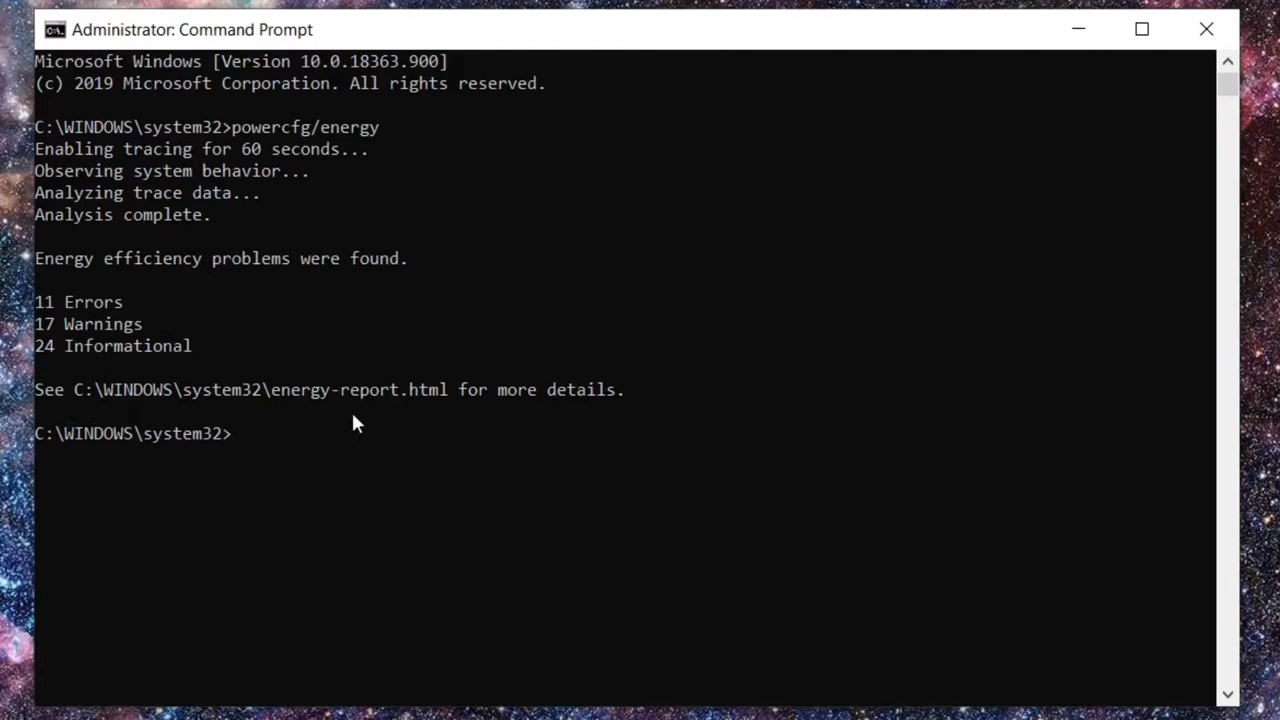 Administrator: Command Prompt
Microsoft Windows [Version 10.0.18363.900]
(c) 2019 Microsoft Corporation. All rights reserved.
C:\WINDOWS\system32>powercfg/energy
Enabling tracing for 60 seconds...
Observing system behavior...
Analyzing trace data...
Analysis complete.
Energy efficiency problems were found.
11 Errors
17 Warnings
24 Informational
See C:\WINDOWS\system32\energy-report.html for more details.
C:\WINDOWS\system32>